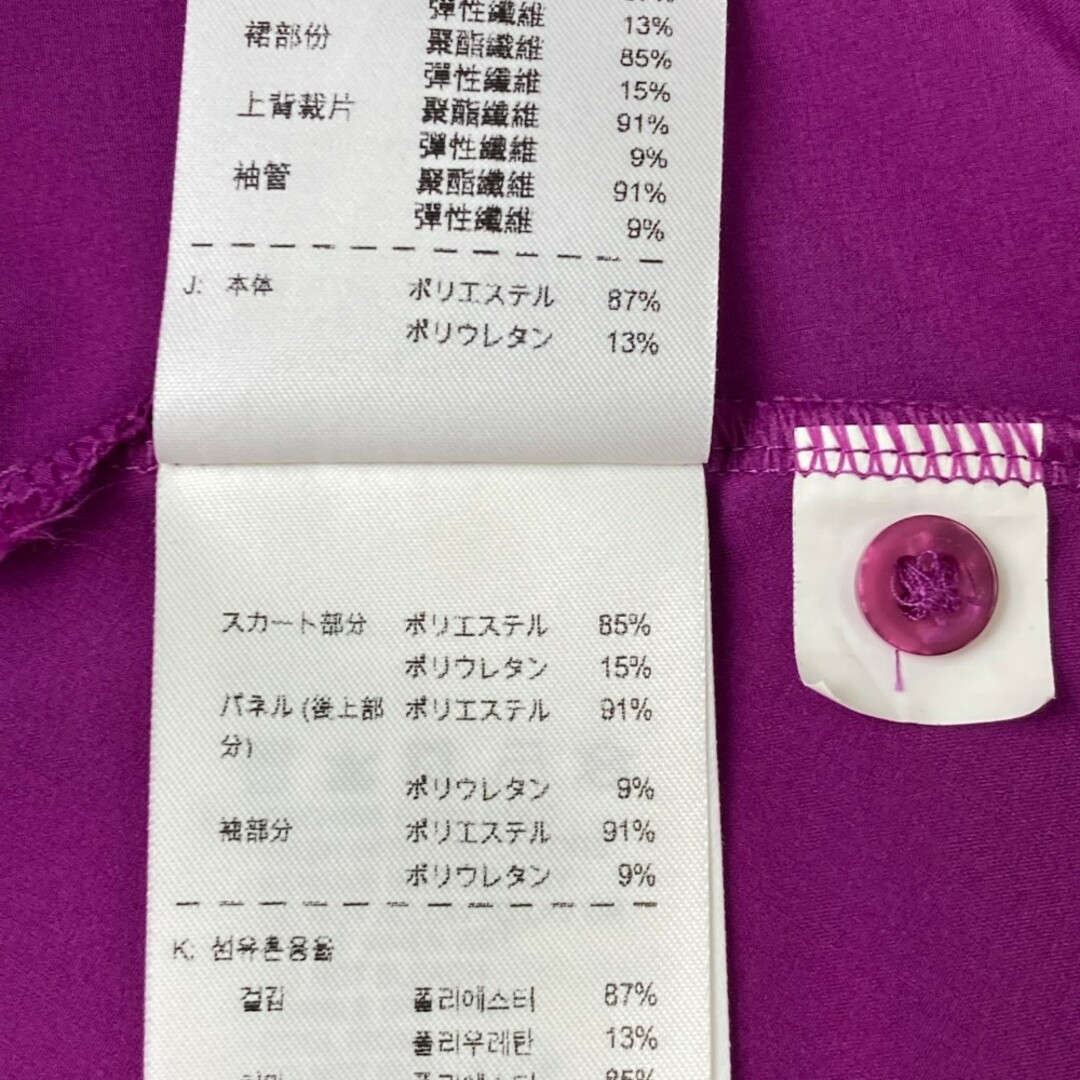 彈性纖維 13%
裙部份 聚酯纖維 85%
彈性纖維 15%
上背裁片 聚酯纖維 91%
彈性纖維 9%
袖管 聚酯纖維 91%
彈性纖維 9%
J: 本体 ポリエステル 87%
ポリウレタン 13%
スカート部分 ポリエステル 85%
ポリウレタン 15%
パネル (後上部 ポリエステル 91%
分)
ポリウレタン 9%
袖部分 ポリエステル 91%
ポリウレタン 9%
K: 섬유혼용율
겉감 폴리에스터 87%
폴리우레탄 13%
폴리에스터 85%